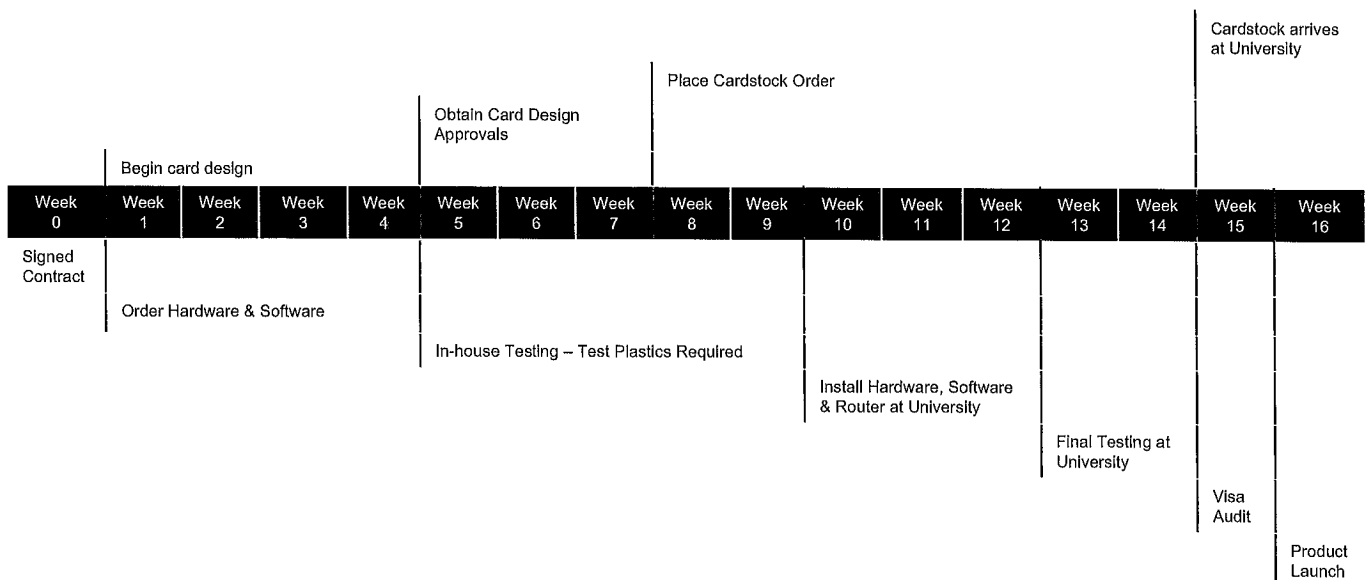 Cardstock arrives
at University
Place Cardstock Order
Obtain Card Design
Approvals
Begin card design
Week 0
Week 1
Week 2
Week 3
Week 4
Week 5
Week 6
Week 7
Week 8
Week 9
Week 10
Week 11
Week 12
Week 13
Week 14
Week 15
Week 16
Signed
Contract
Order Hardware & Software
In-house Testing – Test Plastics Required
Install Hardware, Software
& Router at University
Final Testing at
University
Visa
Audit
Product
Launch